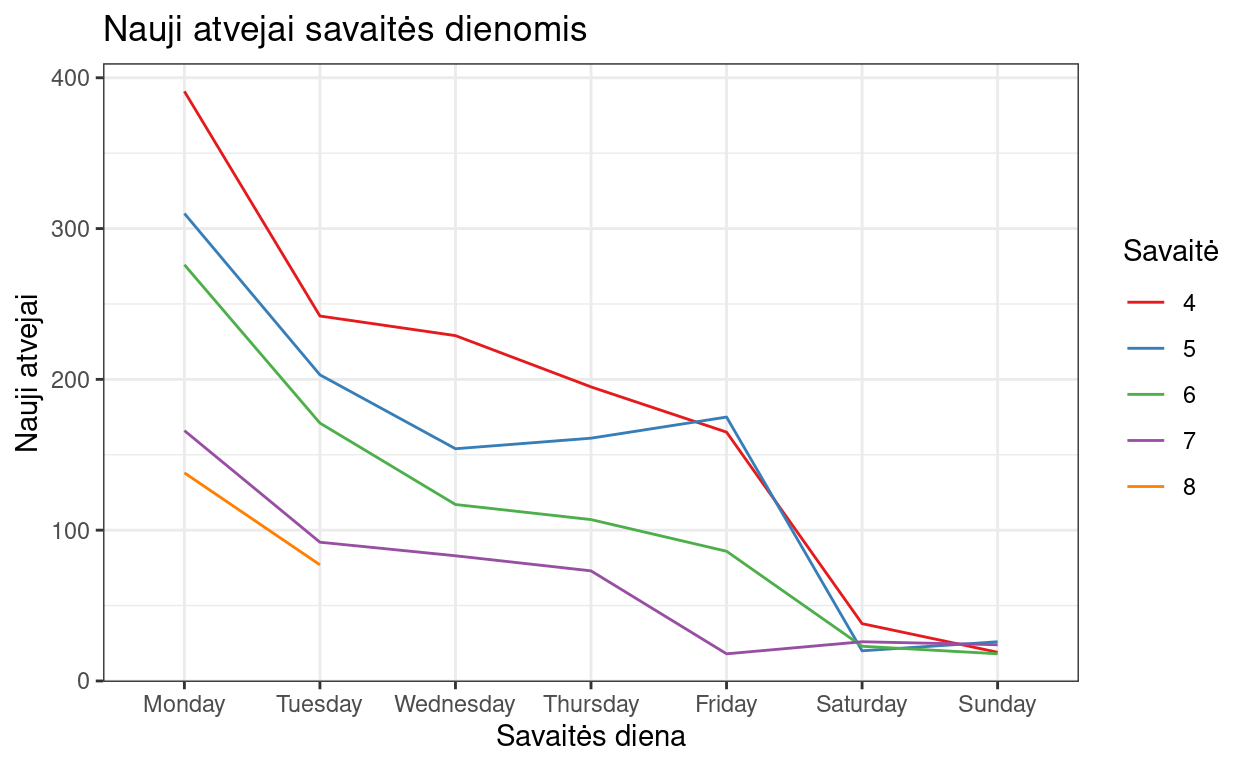 Nauji atvejai savaitės dienomis
Nauji atvejai
400
300
200
100
0
Monday Tuesday Wednesday Thursday Friday Saturday Sunday
Savaitės diena
Savaitė
4
5
6
7
8